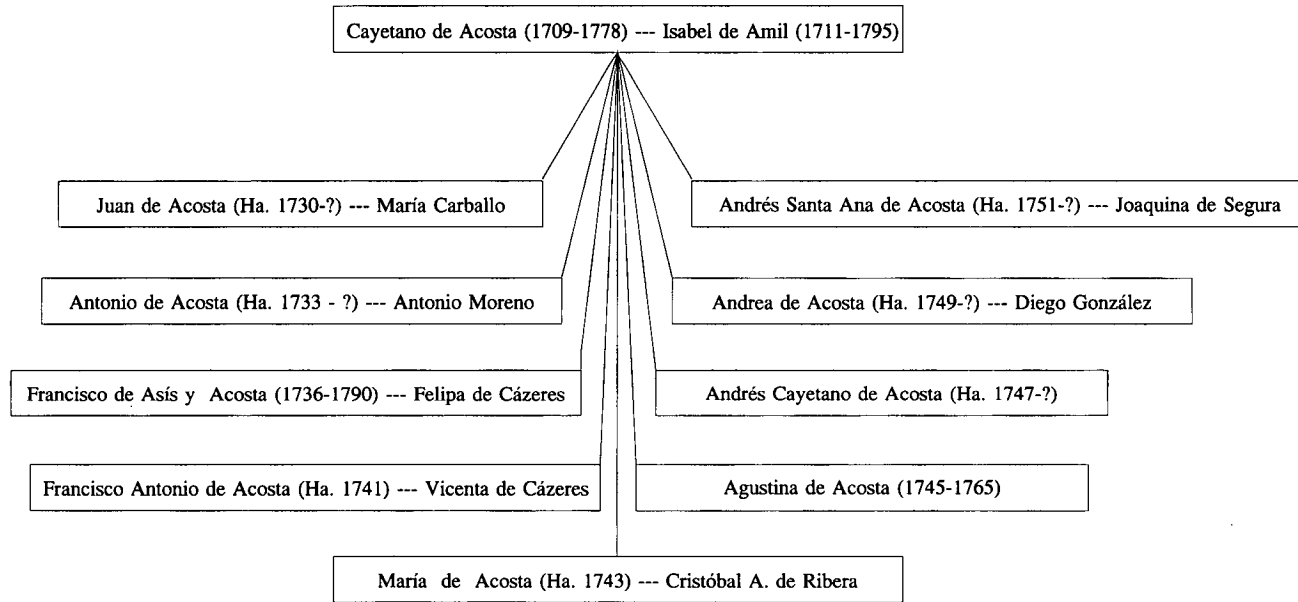 Cayetano de Acosta (1709-1778) --- Isabel de Amil (1711-1795)
Juan de Acosta (Ha. 1730-?) --- María Carballo
Andrés Santa Ana de Acosta (Ha. 1751-?) --- Joaquina de Segura
Antonio de Acosta (Ha. 1733 - ?) --- Antonio Moreno
Andrea de Acosta (Ha. 1749-?) --- Diego González
Francisco de Asís y Acosta (1736-1790) --- Felipa de Cázeres
Andrés Cayetano de Acosta (Ha. 1747-?)
Francisco Antonio de Acosta (Ha. 1741) --- Vicenta de Cázeres
Agustina de Acosta (1745-1765)
María de Acosta (Ha. 1743) --- Cristóbal A. de Ribera